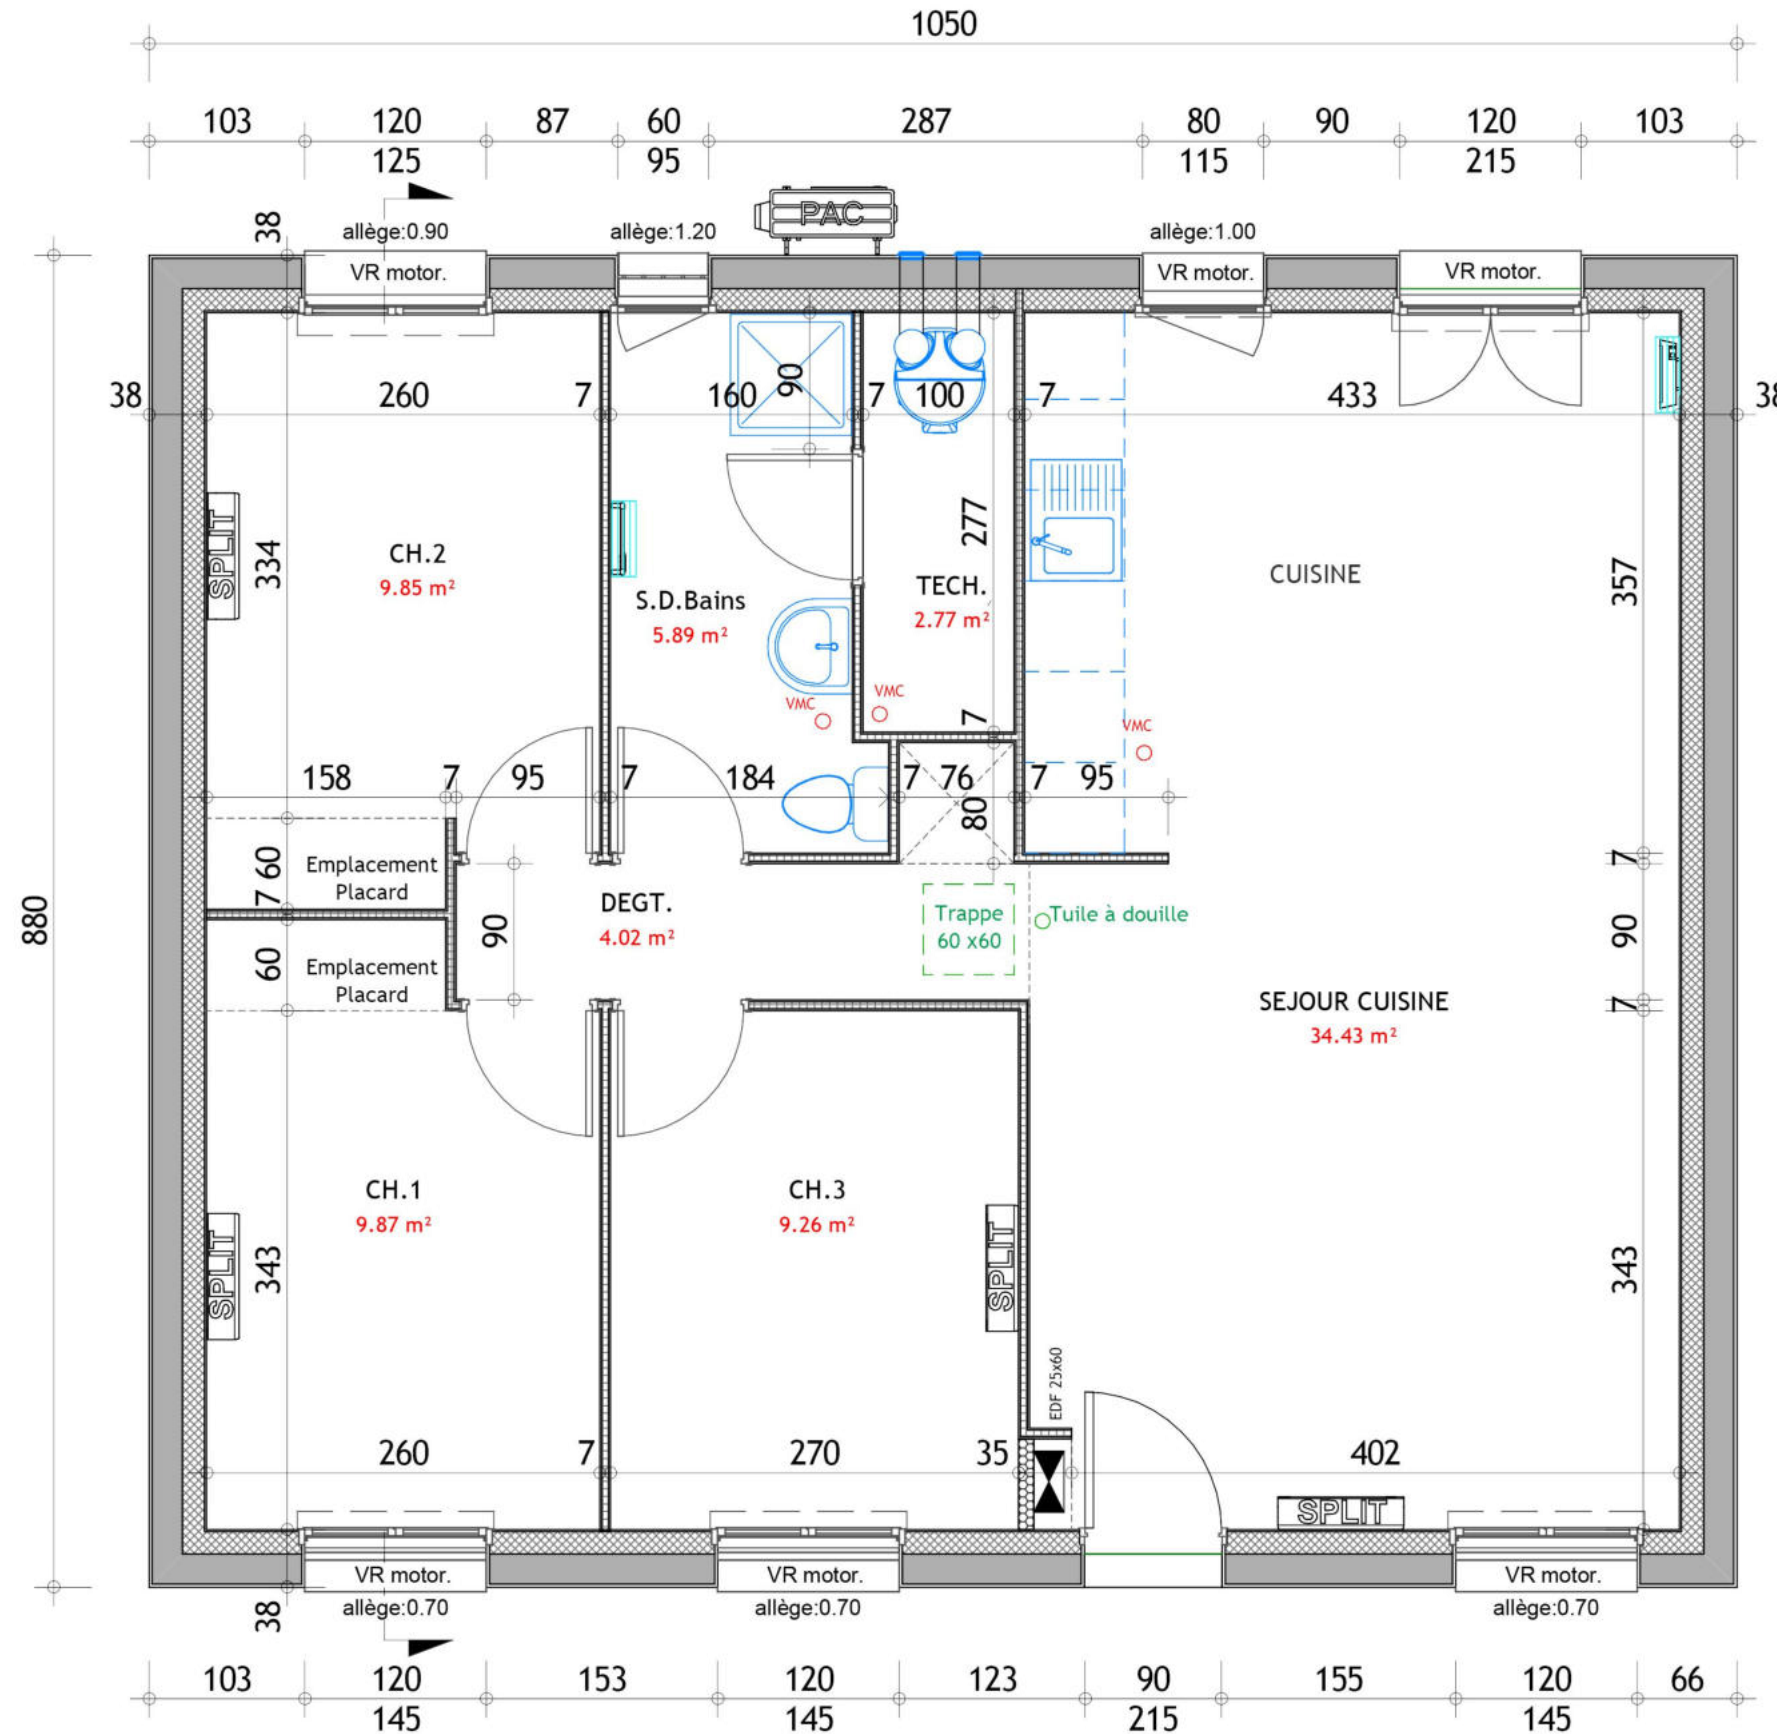 1050
103 120 87 60 287 80 90 120 103
125 95 115 215
PAC
38
allège:0.90 allège:1.20 allège:1.00
VR motor. VR motor. VR motor.
90
38 260 7 160 7 100 7 433 38
SPLIT
334
277
357
CH.2
9.85 m²
S.D.Bains
5.89 m²
TECH.
2.77 m²
CUISINE
VMC VMC VMC
7
158 7 95 7 184 7 76 7 95
80
60
7
Emplacement
Placard
7
880
DEGT.
4.02 m²
90
Trappe
60 x60
Tuile à douille
90
60
Emplacement
Placard
SEJOUR CUISINE
34.43 m²
7
CH.1
9.87 m²
CH.3
9.26 m²
SPLIT
343
SPLIT
343
EDF 25x60
260 7 270 35 402
SPLIT
VR motor. VR motor. VR motor.
allège:0.70 allège:0.70 allège:0.70
38
103 120 153 120 123 90 155 120 66
145 145 215 145